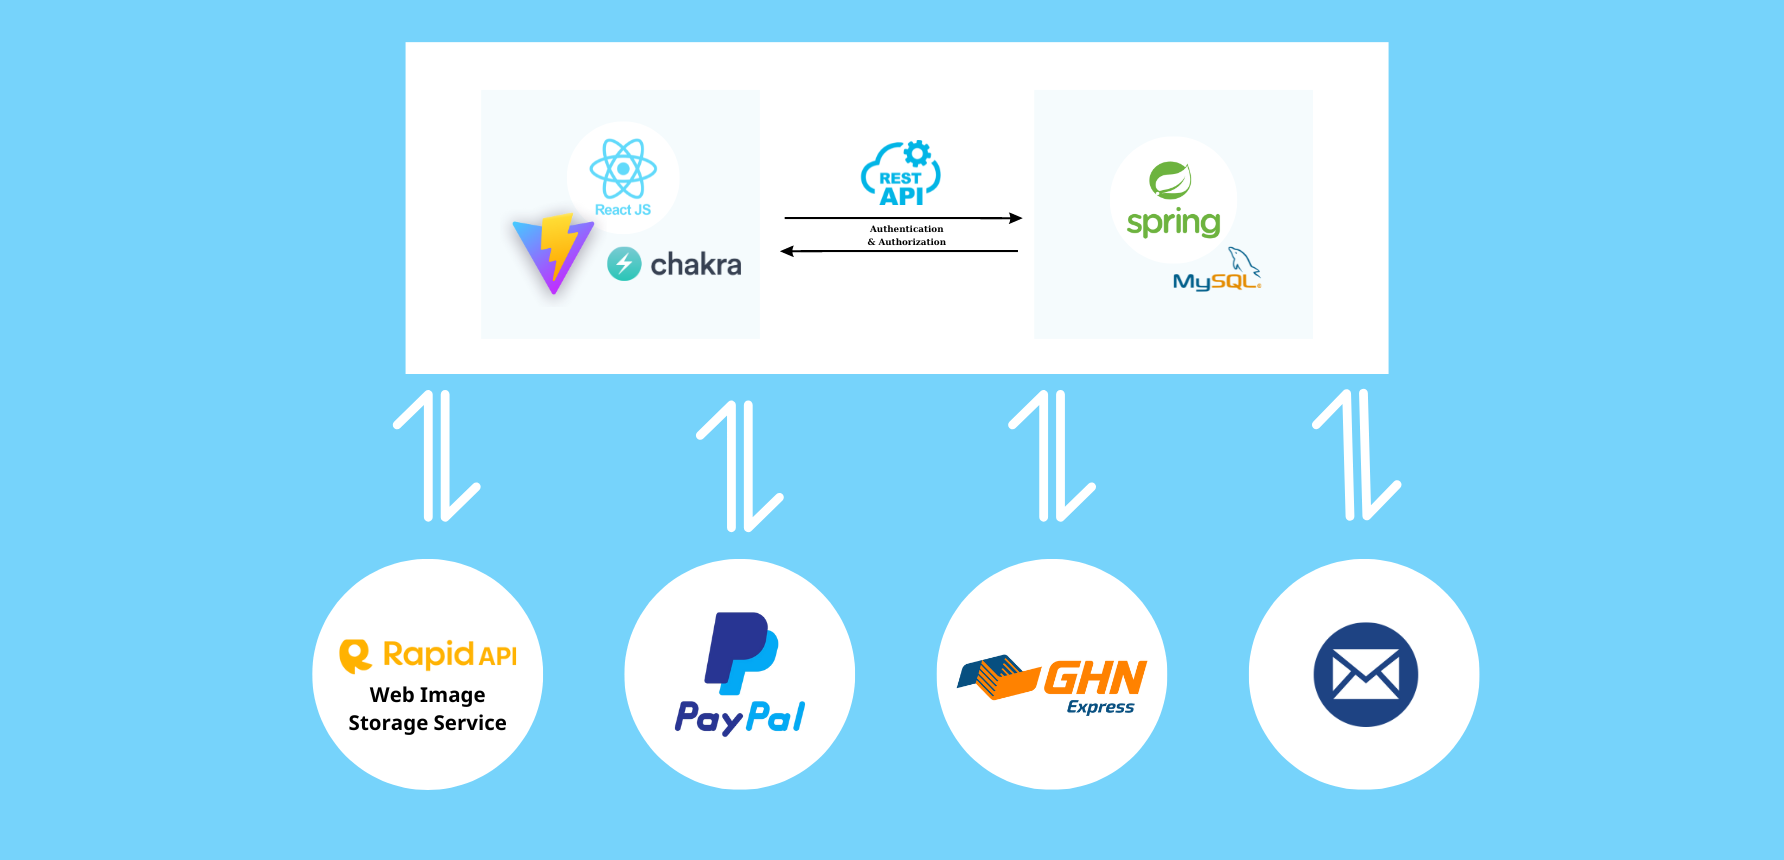 React JS
chakra
REST
API
Authentication
& Authorization
spring
MySQL
Rapid API
Web Image
Storage Service
PayPal
GHN
Express